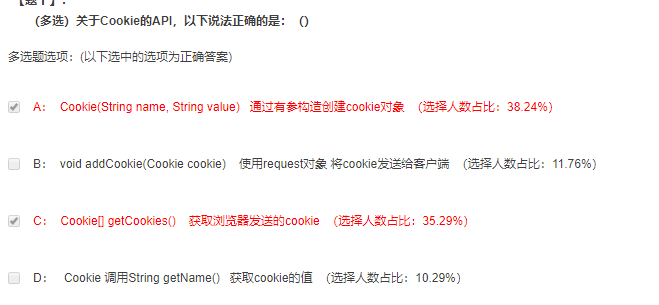 （多选）关于Cookie的API，以下说法正确的是：（）
多选题选项：(以下选中的选项为正确答案)
A： Cookie(String name, String value) 通过有参构造创建cookie对象 （选择人数占比：38.24%）
B： void addCookie(Cookie cookie) 使用request对象 将cookie发送给客户端 （选择人数占比：11.76%）
C： Cookie[] getCookies() 获取浏览器发送的cookie （选择人数占比：35.29%）
D： Cookie 调用String getName() 获取cookie的值 （选择人数占比：10.29%）